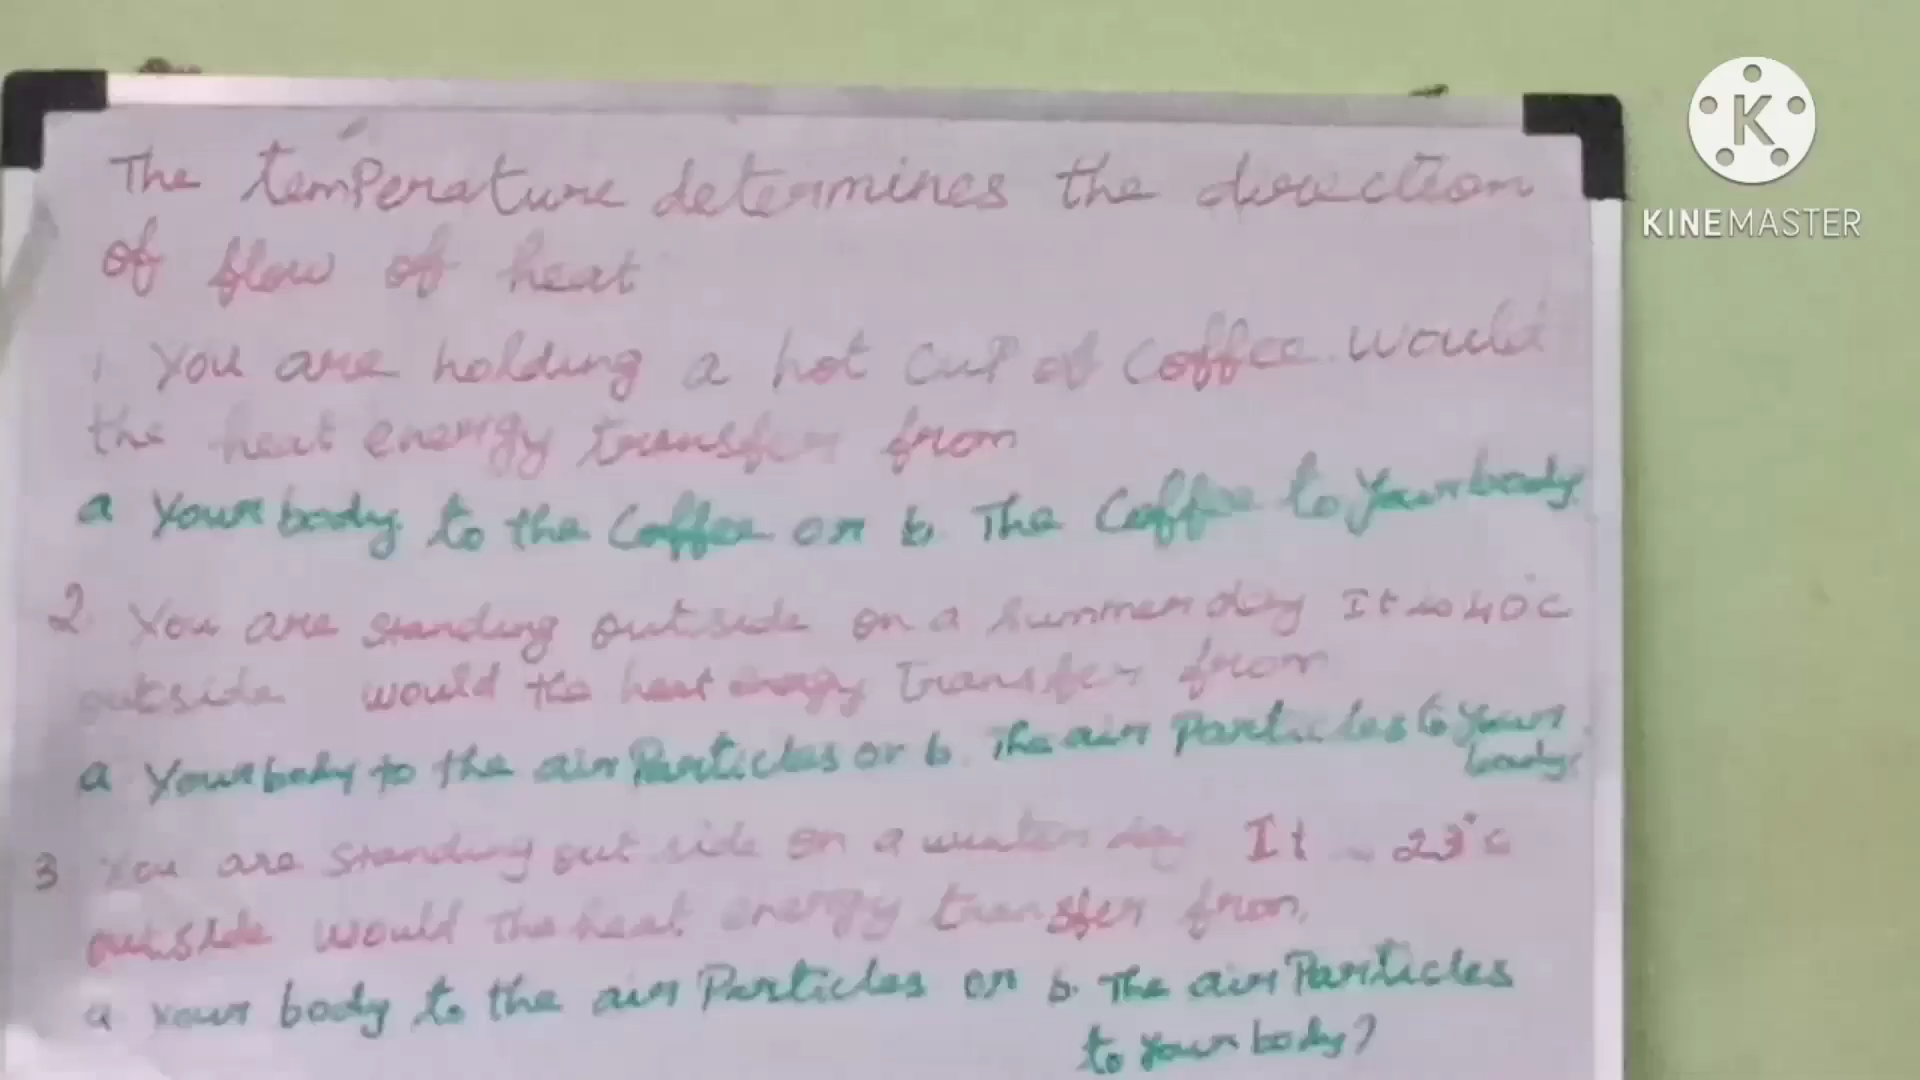 The temPerature determines the direction
of flow of heat
1 You are holding a hot CuP of Coffee. Would
the heat energy transfer from
a Your body to the Coffee or b. The Coffee to Your body.
2. You are standing outside on a summer day It is 40°C
outside would the heat energy Transfer from
a Your body to the air Particles or b. The air Particles to Your
body.
3 You are standing out side on a winter day It 23°C
outside would the heat energy transfer from,
a Your body to the air Particles or b. The air Particles
to Your body?
K
KINEMASTER